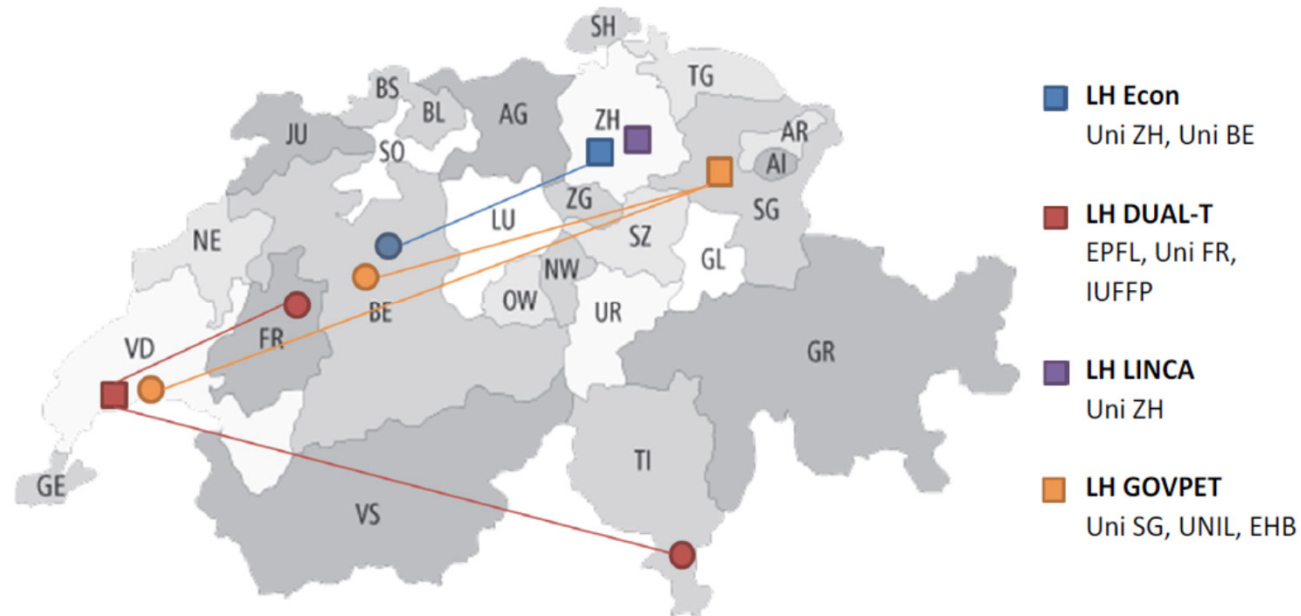 SH
TG
BS
BL
AG
ZH
AR
AI
JU
SO
ZG
SG
LU
SZ
NE
NW
GL
OW
UR
BE
FR
VD
GR
TI
GE
VS
LH Econ
Uni ZH, Uni BE
LH DUAL-T
EPFL, Uni FR,
IUFFP
LH LINCA
Uni ZH
LH GOVPET
Uni SG, UNIL, EHB